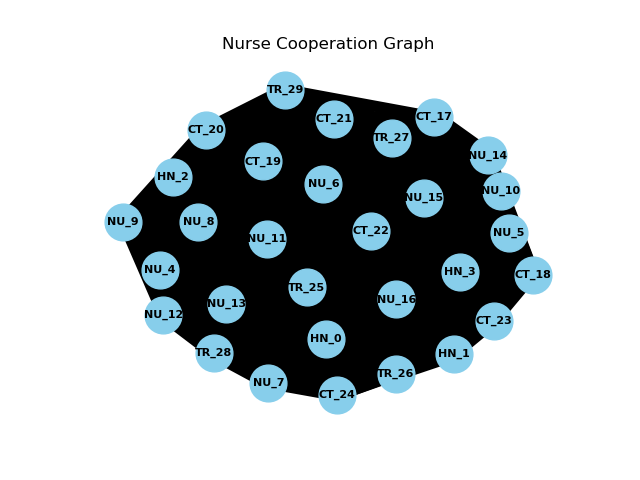 Nurse Cooperation Graph
TR_29
CT_21
CT_17
CT_20
TR_27
NU_14
CT_19
HN_2
NU_6
NU_10
NU_15
NU_9
NU_8
CT_22
NU_5
NU_11
NU_4
HN_3
CT_18
TR_25
NU_16
NU_13
NU_12
CT_23
HN_0
TR_28
HN_1
TR_26
NU_7
CT_24